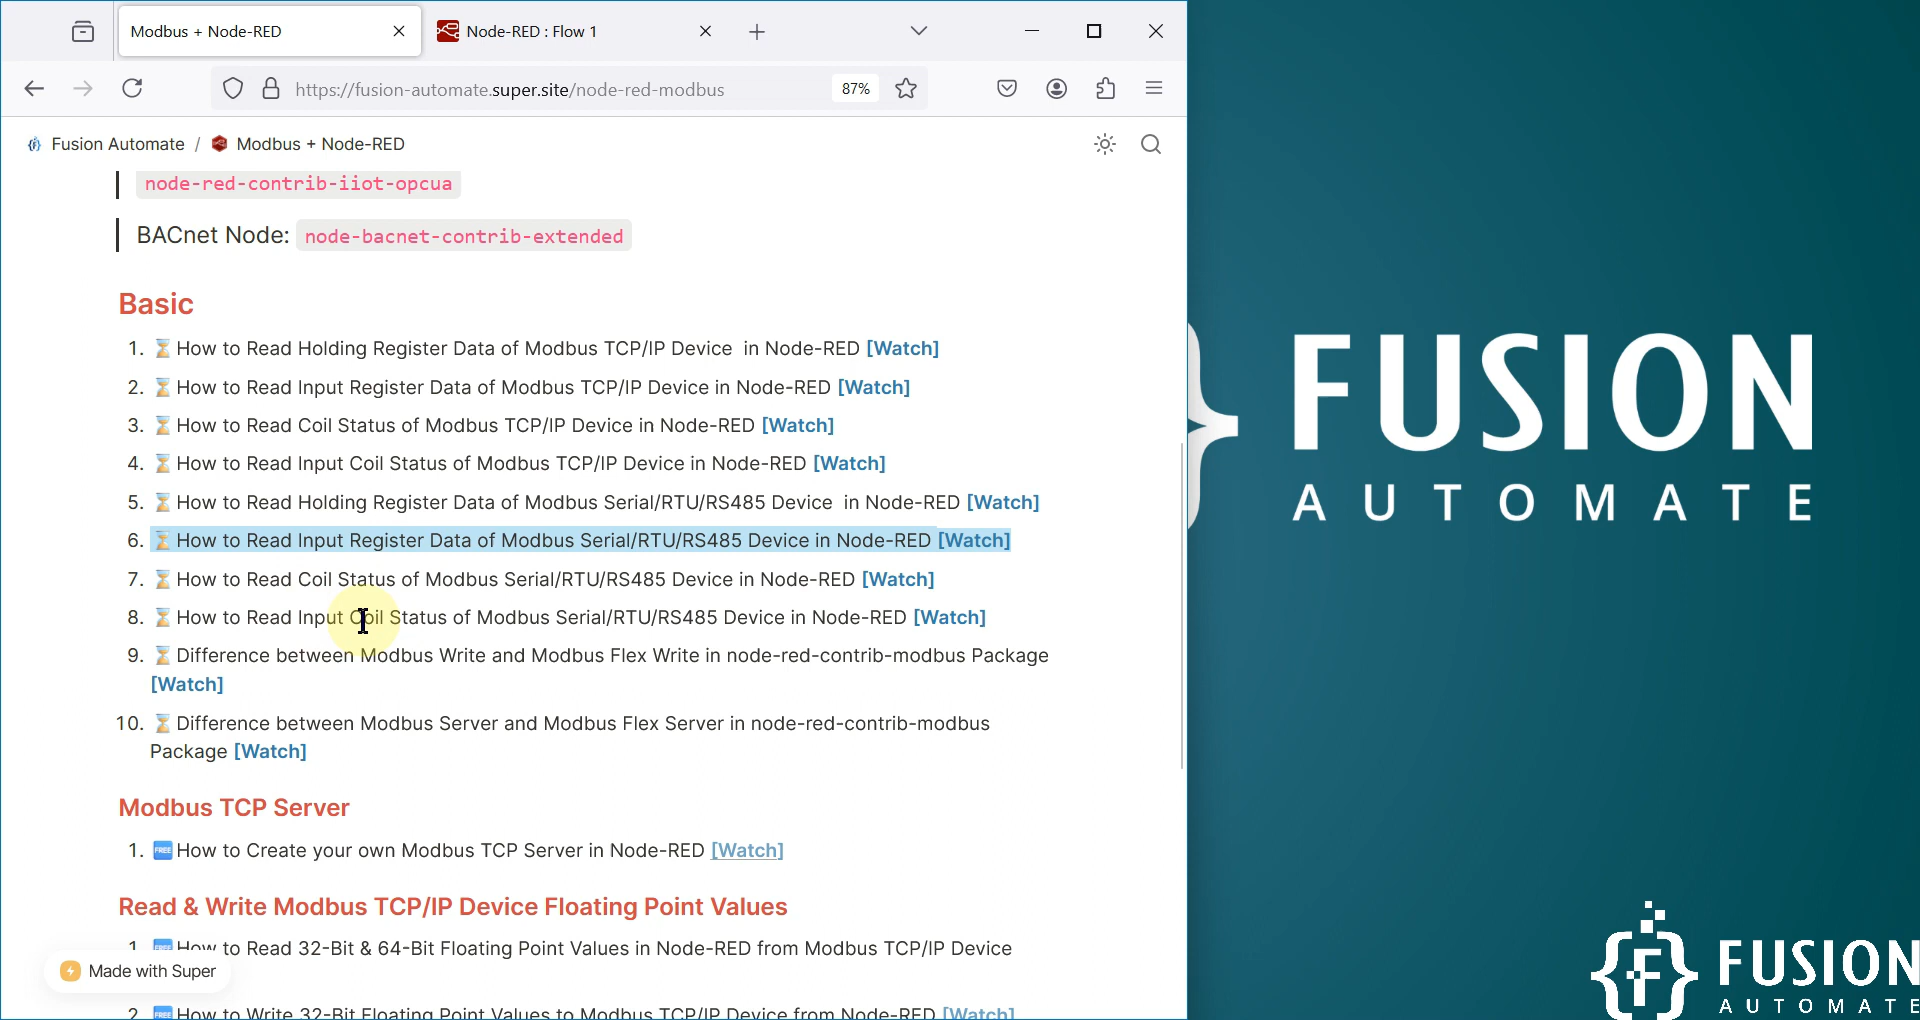 Modbus + Node-RED
Node-RED : Flow 1
https://fusion-automate.super.site/node-red-modbus
87%
Fusion Automate / Modbus + Node-RED
node-red-contrib-iiot-opcua
BACnet Node: node-bacnet-contrib-extended
Basic
1. ⏳How to Read Holding Register Data of Modbus TCP/IP Device in Node-RED [Watch]
2. ⏳How to Read Input Register Data of Modbus TCP/IP Device in Node-RED [Watch]
3. ⏳How to Read Coil Status of Modbus TCP/IP Device in Node-RED [Watch]
4. ⏳How to Read Input Coil Status of Modbus TCP/IP Device in Node-RED [Watch]
5. ⏳How to Read Holding Register Data of Modbus Serial/RTU/RS485 Device in Node-RED [Watch]
6. ⏳How to Read Input Register Data of Modbus Serial/RTU/RS485 Device in Node-RED [Watch]
7. ⏳How to Read Coil Status of Modbus Serial/RTU/RS485 Device in Node-RED [Watch]
8. ⏳How to Read Input Coil Status of Modbus Serial/RTU/RS485 Device in Node-RED [Watch]
9. ⏳Difference between Modbus Write and Modbus Flex Write in node-red-contrib-modbus Package
[Watch]
10. ⏳Difference between Modbus Server and Modbus Flex Server in node-red-contrib-modbus
Package [Watch]
Modbus TCP Server
1. 🆓How to Create your own Modbus TCP Server in Node-RED [Watch]
Read & Write Modbus TCP/IP Device Floating Point Values
1. 🆓How to Read 32-Bit & 64-Bit Floating Point Values in Node-RED from Modbus TCP/IP Device
Made with Super
2. 🆓How to Write 32-Bit Floating Point Values to Modbus TCP/IP Device from Node-RED [Watch]
FUSION
AUTOMATE
FUSION
AUTOMATE